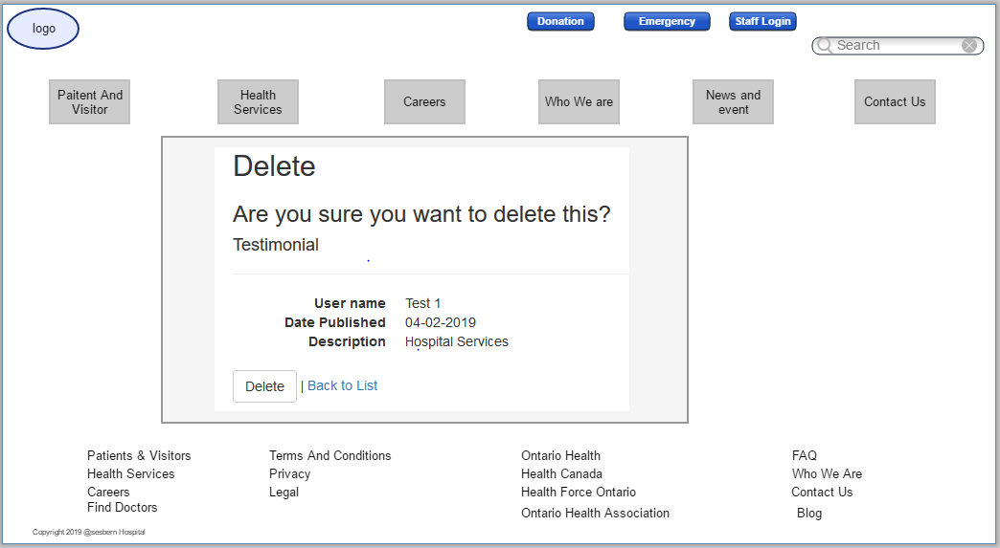 logo
Donation
Emergency
Staff Login
Search
Paitent And
Visitor
Health
Services
Careers
Who We are
News and
event
Contact Us
Delete
Are you sure you want to delete this?
Testimonial
User name Test 1
Date Published 04-02-2019
Description Hospital Services
Delete | Back to List
Patients & Visitors
Health Services
Careers
Find Doctors
Terms And Conditions
Privacy
Legal
Ontario Health
Health Canada
Health Force Ontario
Ontario Health Association
FAQ
Who We Are
Contact Us
Blog
Copyright 2019 @sesbern Hospital